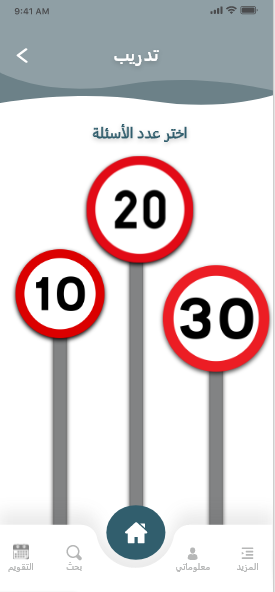 9:41 AM
تدريب
اختر عدد الأسئلة
20
10
30
المزيد
معلوماتي
بحث
التقويم